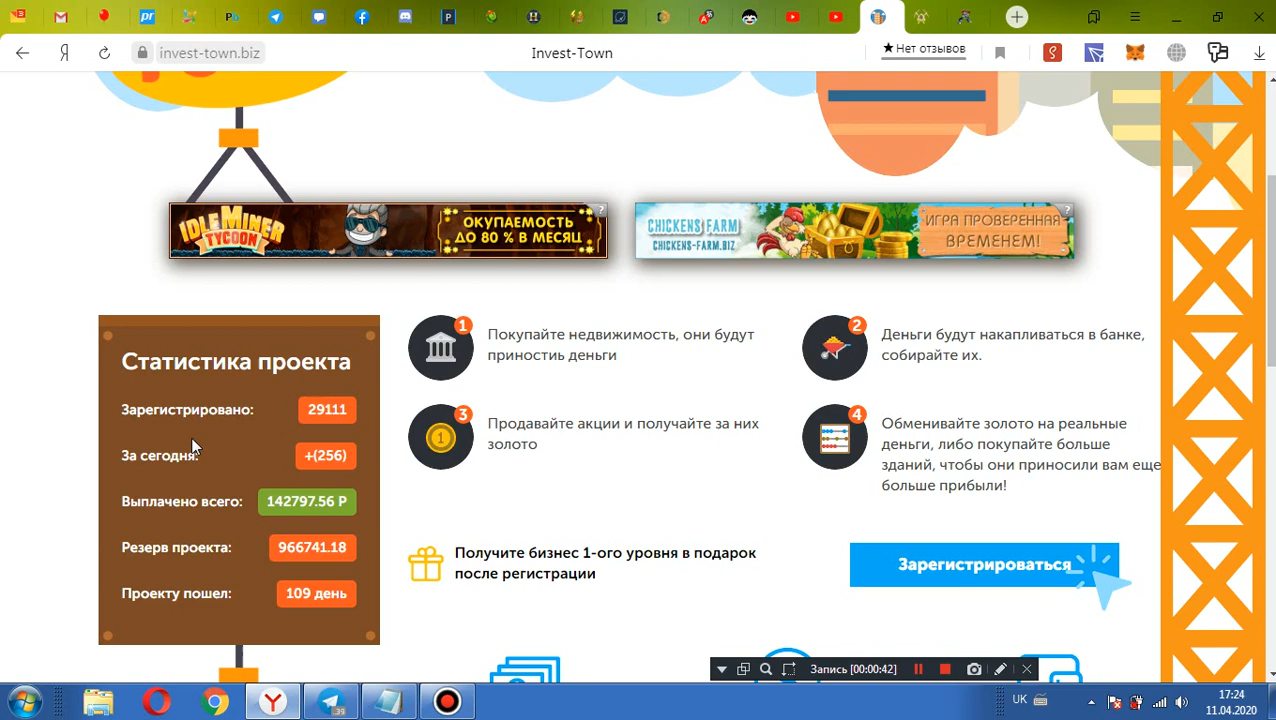 invest-town.biz
Invest-Town
★Нет отзывов
IDLE MINER
TYCOON
ОКУПАЕМОСТЬ
ДО 80 % В МЕСЯЦ
?
CHICKENS FARM
CHICKENS-FARM.BIZ
ИГРА ПРОВЕРЕННАЯ
ВРЕМЕНЕМ!
?
Статистика проекта
Зарегистрировано: 29111
За сегодня: +(256)
Выплачено всего: 142797.56 Р
Резерв проекта: 966741.18
Проекту пошел: 109 день
1
Покупайте недвижимость, они будут
приностиь деньги
2
Деньги будут накапливаться в банке,
собирайте их.
3
Продавайте акции и получайте за них
золото
4
Обменивайте золото на реальные
деньги, либо покупайте больше
зданий, чтобы они приносили вам еще
больше прибыли!
Получите бизнес 1-ого уровня в подарок
после регистрации
Зарегистрироваться
Запись [00:00:42]
39
UK
17:24
11.04.2020